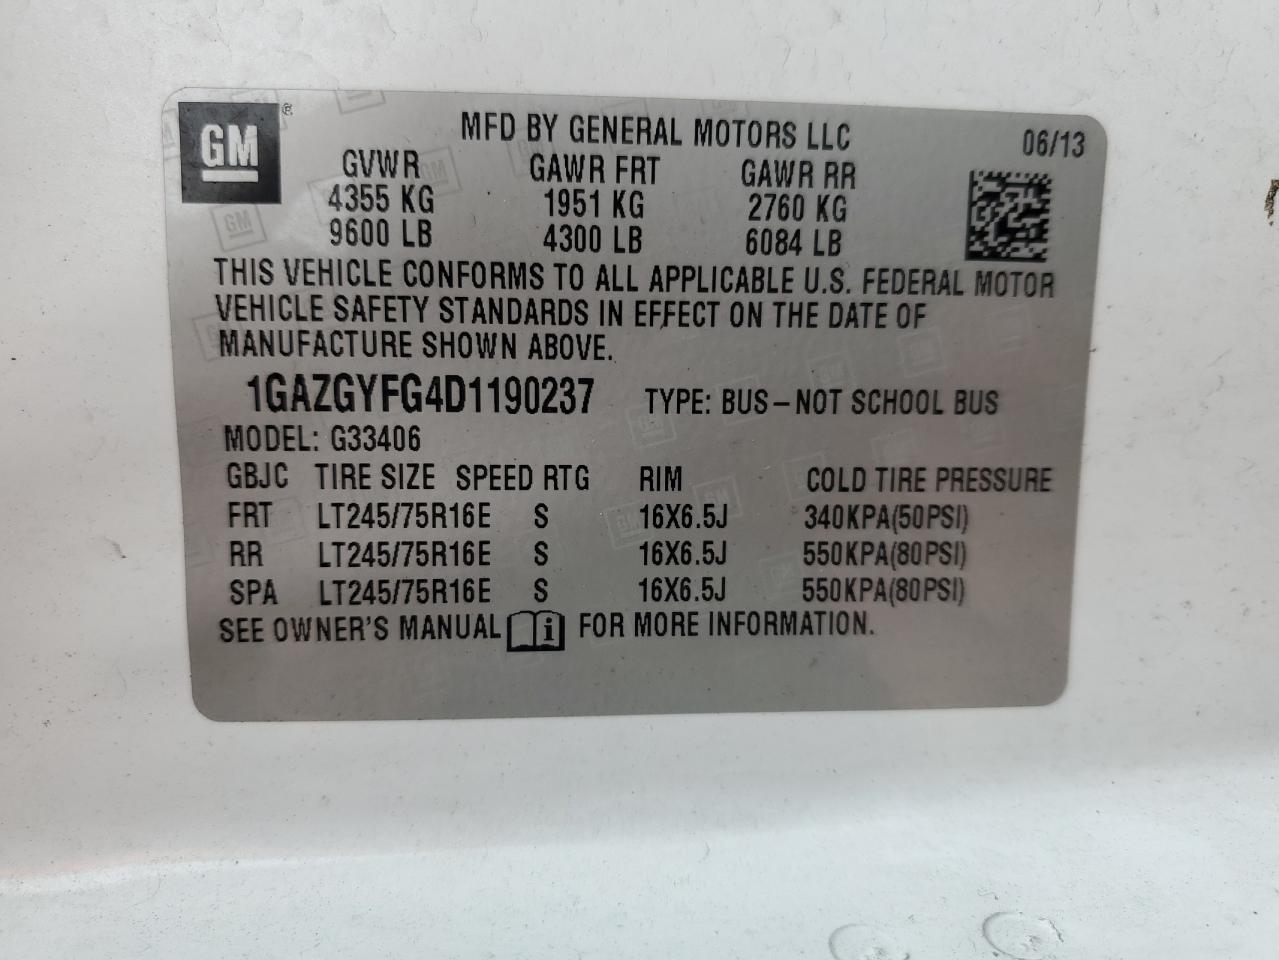 GM ®
MFD BY GENERAL MOTORS LLC 06/13
GVWR GAWR FRT GAWR RR
4355 KG 1951 KG 2760 KG
9600 LB 4300 LB 6084 LB
THIS VEHICLE CONFORMS TO ALL APPLICABLE U.S. FEDERAL MOTOR
VEHICLE SAFETY STANDARDS IN EFFECT ON THE DATE OF
MANUFACTURE SHOWN ABOVE.
1GAZGYFG4D1190237 TYPE: BUS–NOT SCHOOL BUS
MODEL: G33406
GBJC TIRE SIZE SPEED RTG RIM COLD TIRE PRESSURE
FRT LT245/75R16E S 16X6.5J 340KPA(50PSI)
RR LT245/75R16E S 16X6.5J 550KPA(80PSI)
SPA LT245/75R16E S 16X6.5J 550KPA(80PSI)
SEE OWNER'S MANUAL i FOR MORE INFORMATION.